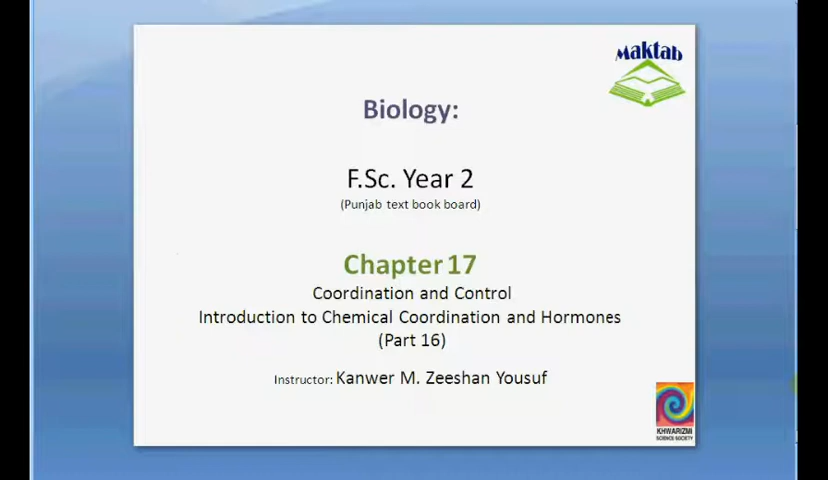 Maktab
Biology:
F.Sc. Year 2
(Punjab text book board)
Chapter 17
Coordination and Control
Introduction to Chemical Coordination and Hormones
(Part 16)
Instructor: Kanwer M. Zeeshan Yousuf
KHWARIZMI
SCIENCE SOCIETY